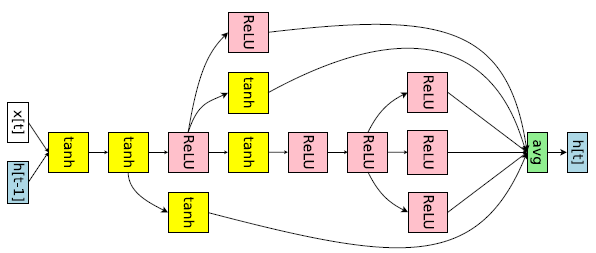 x[t]
h[t-1]
tanh
tanh
ReLU
ReLU
tanh
tanh
tanh
ReLU
ReLU
ReLU
ReLU
ReLU
avg
h[t]